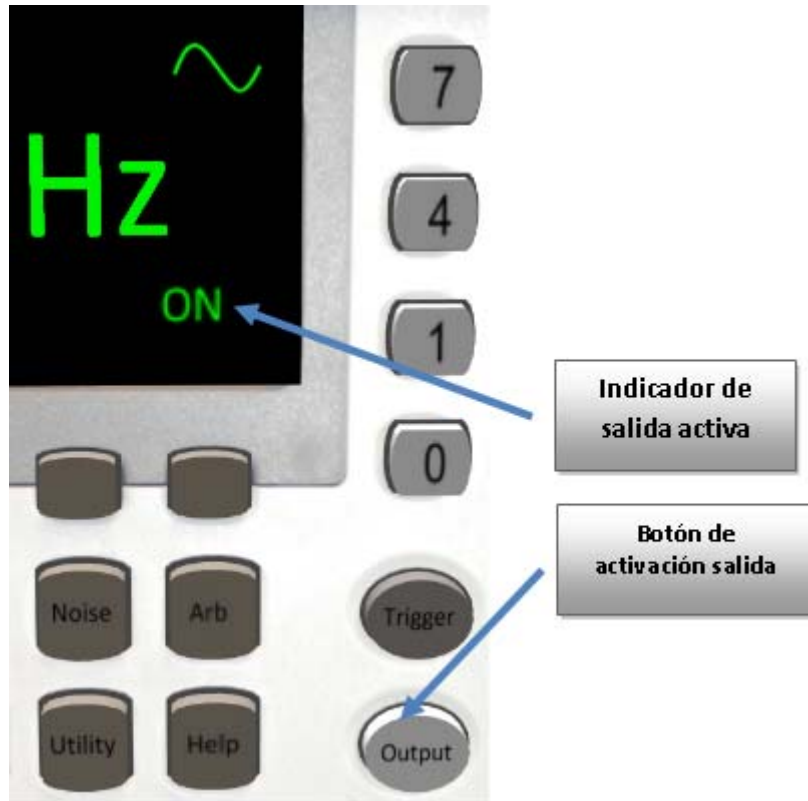 7
Hz
4
ON
1
Indicador de
salida activa
0
Botón de
activación salida
Noise
Arb
Trigger
Utility
Help
Output